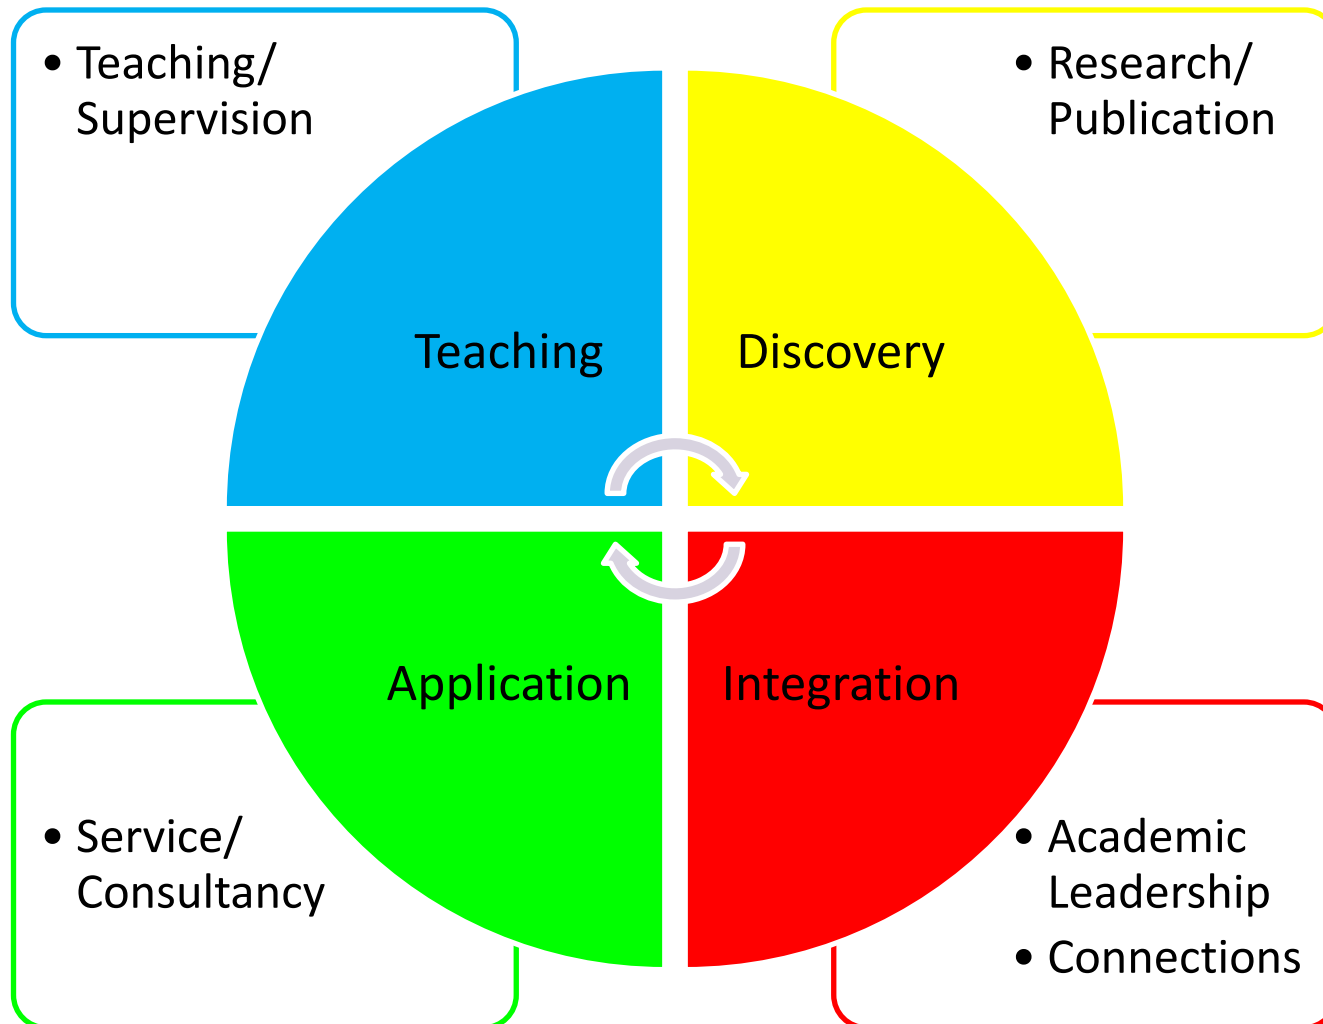 • Teaching/
Supervision
• Research/
Publication
Teaching
Discovery
Application
Integration
• Service/
Consultancy
• Academic
Leadership
• Connections